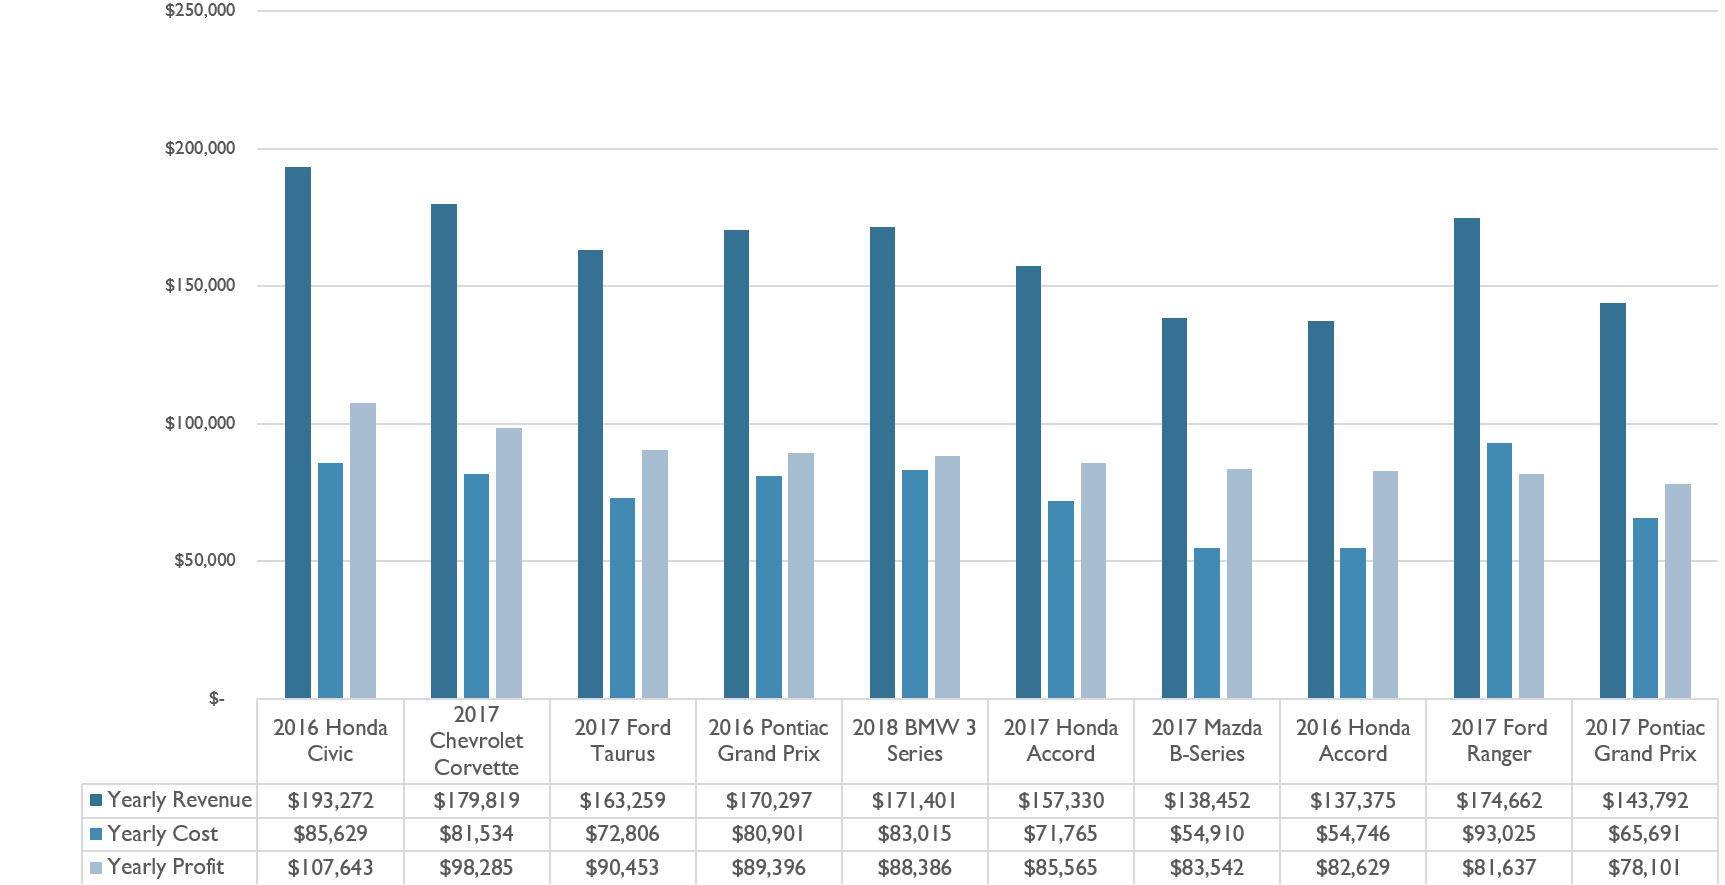 $250,000
$200,000
$150,000
$100,000
$50,000
$-
2016 Honda Civic
2017 Chevrolet Corvette
2017 Ford Taurus
2016 Pontiac Grand Prix
2018 BMW 3 Series
2017 Honda Accord
2017 Mazda B-Series
2016 Honda Accord
2017 Ford Ranger
2017 Pontiac Grand Prix
Yearly Revenue $193,272 $179,819 $163,259 $170,297 $171,401 $157,330 $138,452 $137,375 $174,662 $143,792
Yearly Cost $85,629 $81,534 $72,806 $80,901 $83,015 $71,765 $54,910 $54,746 $93,025 $65,691
Yearly Profit $107,643 $98,285 $90,453 $89,396 $88,386 $85,565 $83,542 $82,629 $81,637 $78,101